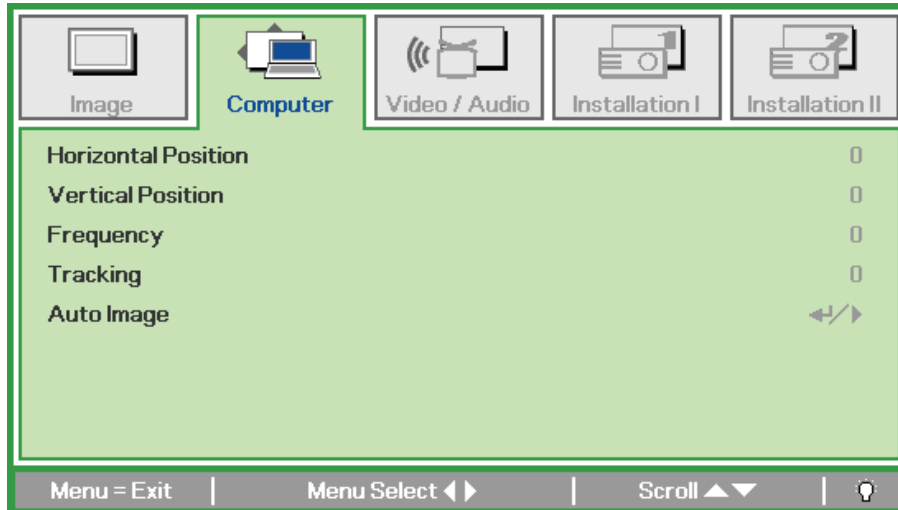 Image Computer Video / Audio Installation I Installation II
Horizontal Position 0
Vertical Position 0
Frequency 0
Tracking 0
Auto Image ↵/▶
Menu = Exit | Menu Select ◀▶ | Scroll ▲▼ |